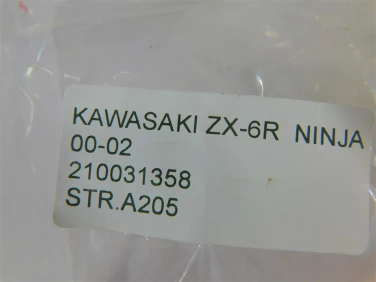 KAWASAKI ZX-6R NINJA
00-02
210031358
STR.A205